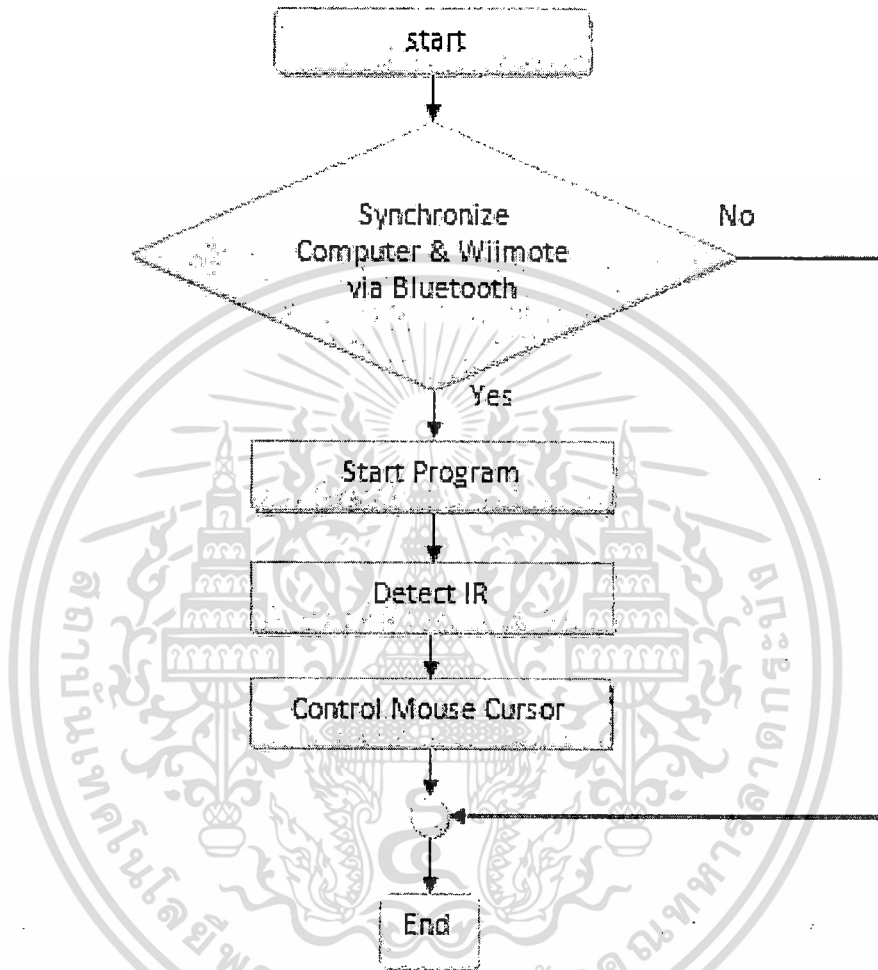 start
Synchronize
Computer & Wiimote
via Bluetooth
No
Yes
Start Program
Detect IR
Control Mouse Cursor
End